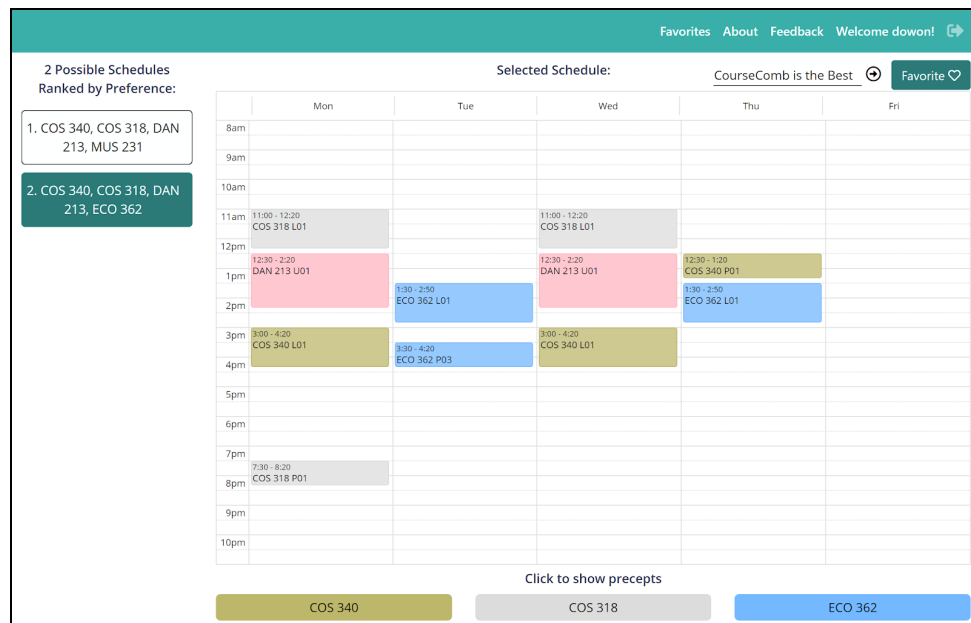 Favorites About Feedback Welcome dowon!
2 Possible Schedules
Ranked by Preference:
1. COS 340, COS 318, DAN
213, MUS 231
2. COS 340, COS 318, DAN
213, ECO 362
Selected Schedule:
CourseComb is the Best
Favorite
Mon Tue Wed Thu Fri
8am
9am
10am
11am
11:00 - 12:20
COS 318 L01
11:00 - 12:20
COS 318 L01
12pm
12:30 - 2:20
DAN 213 U01
12:30 - 2:20
DAN 213 U01
12:30 - 1:20
COS 340 P01
1pm
1:30 - 2:50
ECO 362 L01
1:30 - 2:50
ECO 362 L01
2pm
3pm
3:00 - 4:20
COS 340 L01
3:00 - 4:20
COS 340 L01
3:30 - 4:20
ECO 362 P03
4pm
5pm
6pm
7pm
7:30 - 8:20
COS 318 P01
8pm
9pm
10pm
Click to show precepts
COS 340
COS 318
ECO 362